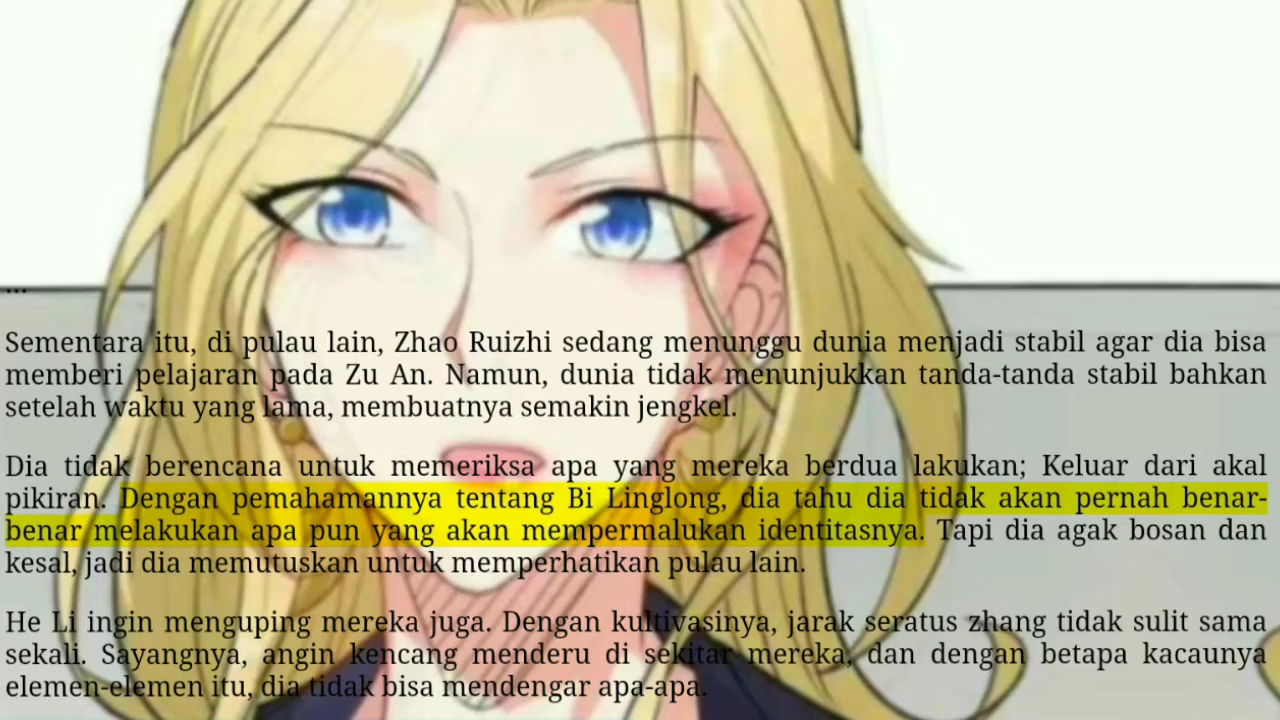 ...
Sementara itu, di pulau lain, Zhao Ruizhi sedang menunggu dunia menjadi stabil agar dia bisa
memberi pelajaran pada Zu An. Namun, dunia tidak menunjukkan tanda-tanda stabil bahkan
setelah waktu yang lama, membuatnya semakin jengkel.
Dia tidak berencana untuk memeriksa apa yang mereka berdua lakukan; Keluar dari akal
pikiran. Dengan pemahamannya tentang Bi Linglong, dia tahu dia tidak akan pernah benar-
benar melakukan apa pun yang akan mempermalukan identitasnya. Tapi dia agak bosan dan
kesal, jadi dia memutuskan untuk memperhatikan pulau lain.
He Li ingin menguping mereka juga. Dengan kultivasinya, jarak seratus zhang tidak sulit sama
sekali. Sayangnya, angin kencang menderu di sekitar mereka, dan dengan betapa kacaunya
elemen-elemen itu, dia tidak bisa mendengar apa-apa.